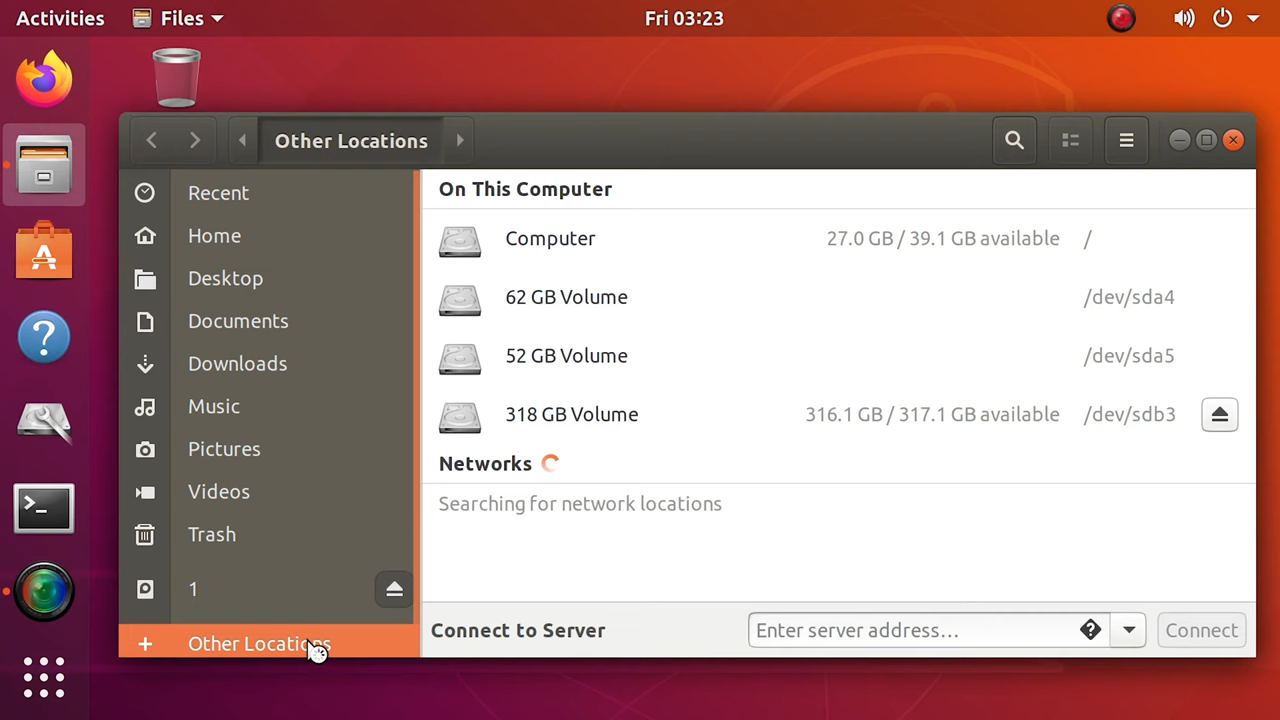 Activities
Files
Fri 03:23
Other Locations
Recent
Home
Desktop
Documents
Downloads
Music
Pictures
Videos
Trash
1
Other Locations
On This Computer
Computer 27.0 GB / 39.1 GB available /
62 GB Volume /dev/sda4
52 GB Volume /dev/sda5
318 GB Volume 316.1 GB / 317.1 GB available /dev/sdb3
Networks
Searching for network locations
Connect to Server
Enter server address…
Connect